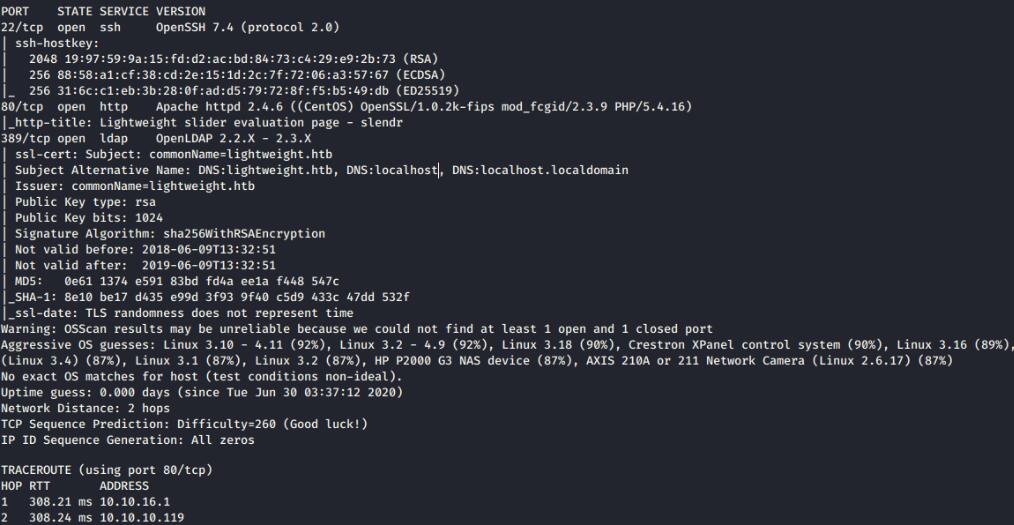 PORT    STATE SERVICE VERSION
22/tcp  open  ssh     OpenSSH 7.4 (protocol 2.0)
| ssh-hostkey:
|   2048 19:97:59:9a:15:fd:d2:ac:bd:84:73:c4:29:e9:2b:73 (RSA)
|   256 88:58:a1:cf:38:cd:2e:15:1d:2c:7f:72:06:a3:57:67 (ECDSA)
|_  256 31:6c:c1:eb:3b:28:0f:ad:d5:79:72:8f:f5:b5:49:db (ED25519)
80/tcp  open  http    Apache httpd 2.4.6 ((CentOS) OpenSSL/1.0.2k-fips mod_fcgid/2.3.9 PHP/5.4.16)
|_http-title: Lightweight slider evaluation page - slendr
389/tcp open  ldap    OpenLDAP 2.2.X - 2.3.X
| ssl-cert: Subject: commonName=lightweight.htb
| Subject Alternative Name: DNS:lightweight.htb, DNS:localhost, DNS:localhost.localdomain
| Issuer: commonName=lightweight.htb
| Public Key type: rsa
| Public Key bits: 1024
| Signature Algorithm: sha256WithRSAEncryption
| Not valid before: 2018-06-09T13:32:51
| Not valid after:  2019-06-09T13:32:51
| MD5:   0e61 1374 e591 83bd fd4a ee1a f448 547c
|_SHA-1: 8e10 be17 d435 e99d 3f93 9f40 c5d9 433c 47dd 532f
|_ssl-date: TLS randomness does not represent time
Warning: OSScan results may be unreliable because we could not find at least 1 open and 1 closed port
Aggressive OS guesses: Linux 3.10 - 4.11 (92%), Linux 3.2 - 4.9 (92%), Linux 3.18 (90%), Crestron XPanel control system (90%), Linux 3.16 (89%),
(Linux 3.4) (87%), Linux 3.1 (87%), Linux 3.2 (87%), HP P2000 G3 NAS device (87%), AXIS 210A or 211 Network Camera (Linux 2.6.17) (87%)
No exact OS matches for host (test conditions non-ideal).
Uptime guess: 0.000 days (since Tue Jun 30 03:37:12 2020)
Network Distance: 2 hops
TCP Sequence Prediction: Difficulty=260 (Good luck!)
IP ID Sequence Generation: All zeros
TRACEROUTE (using port 80/tcp)
HOP RTT       ADDRESS
1   308.21 ms 10.10.16.1
2   308.24 ms 10.10.10.119